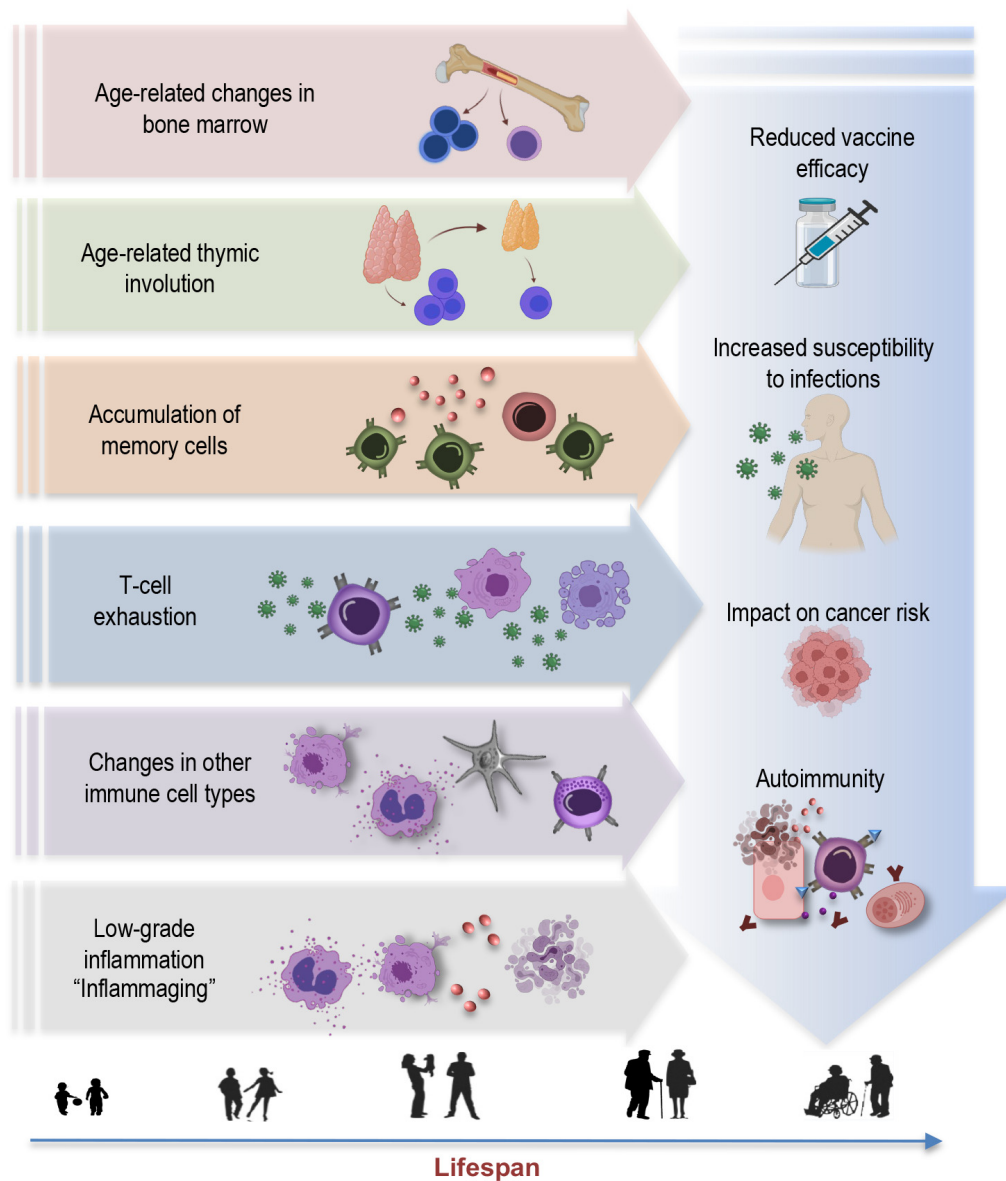 Age-related changes in
bone marrow
Age-related thymic
involution
Accumulation of
memory cells
T-cell
exhaustion
Changes in other
immune cell types
Low-grade
inflammation
“Inflammaging”
Reduced vaccine
efficacy
Increased susceptibility
to infections
Impact on cancer risk
Autoimmunity
Lifespan